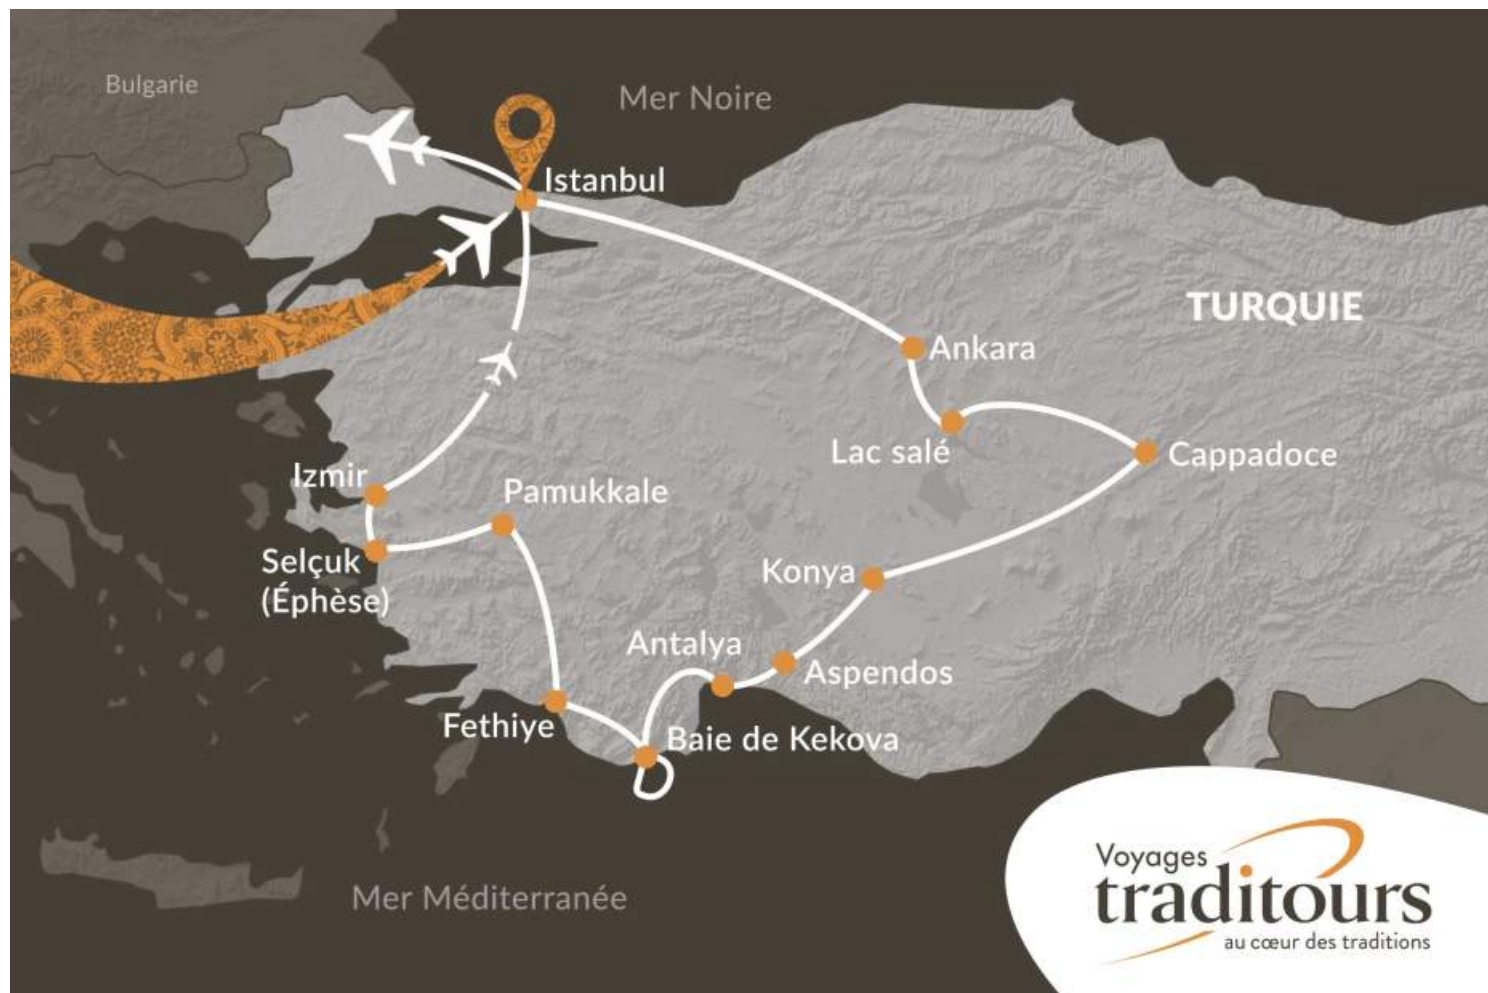 Bulgarie
Mer Noire
Istanbul
TURQUIE
Ankara
Lac salé
Cappadoce
Izmir
Pamukkale
Selçuk
(Éphèse)
Konya
Antalya
Aspendos
Fethiye
Baie de Kekova
Mer Méditerranée
Voyages
traditours
au cœur des traditions